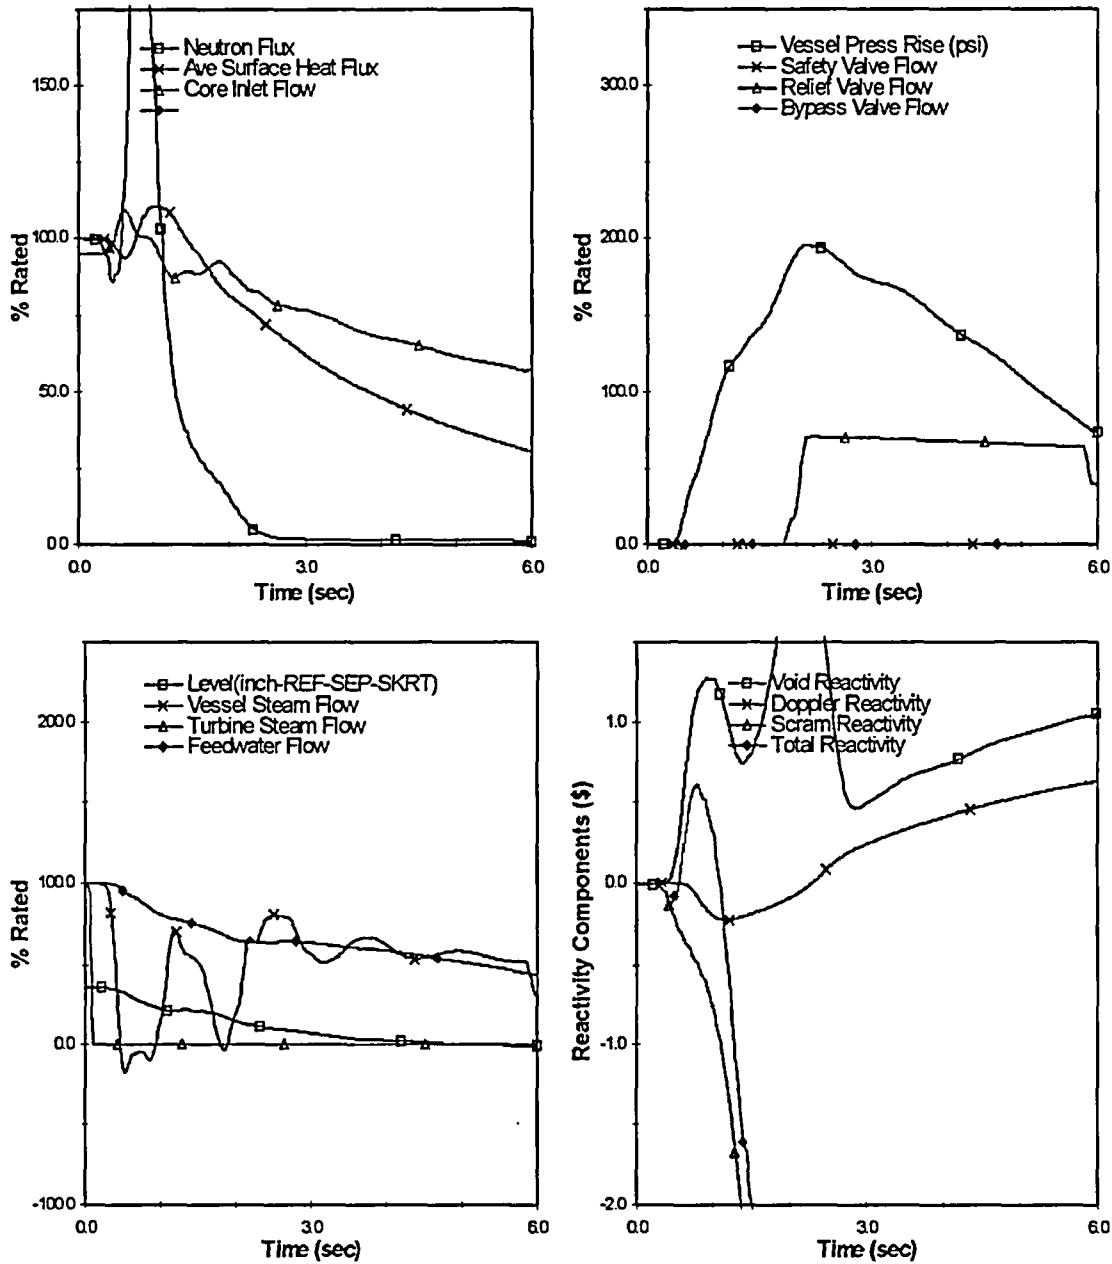 Neutron Flux
Ave Surface Heat Flux
Core Inlet Flow
150.0
100.0
50.0
0.0
% Rated
0.0
3.0
6.0
Time (sec)
Vessel Press Rise (psi)
Safety Valve Flow
Relief Valve Flow
Bypass Valve Flow
300.0
200.0
100.0
0.0
% Rated
0.0
3.0
6.0
Time (sec)
Level(inch-REF-SEP-SKRT)
Vessel Steam Flow
Turbine Steam Flow
Feedwater Flow
200.0
100.0
0.0
-100.0
% Rated
0.0
3.0
6.0
Time (sec)
Void Reactivity
Doppler Reactivity
Scram Reactivity
Total Reactivity
1.0
0.0
-1.0
-2.0
Reactivity Components ($)
0.0
3.0
6.0
Time (sec)